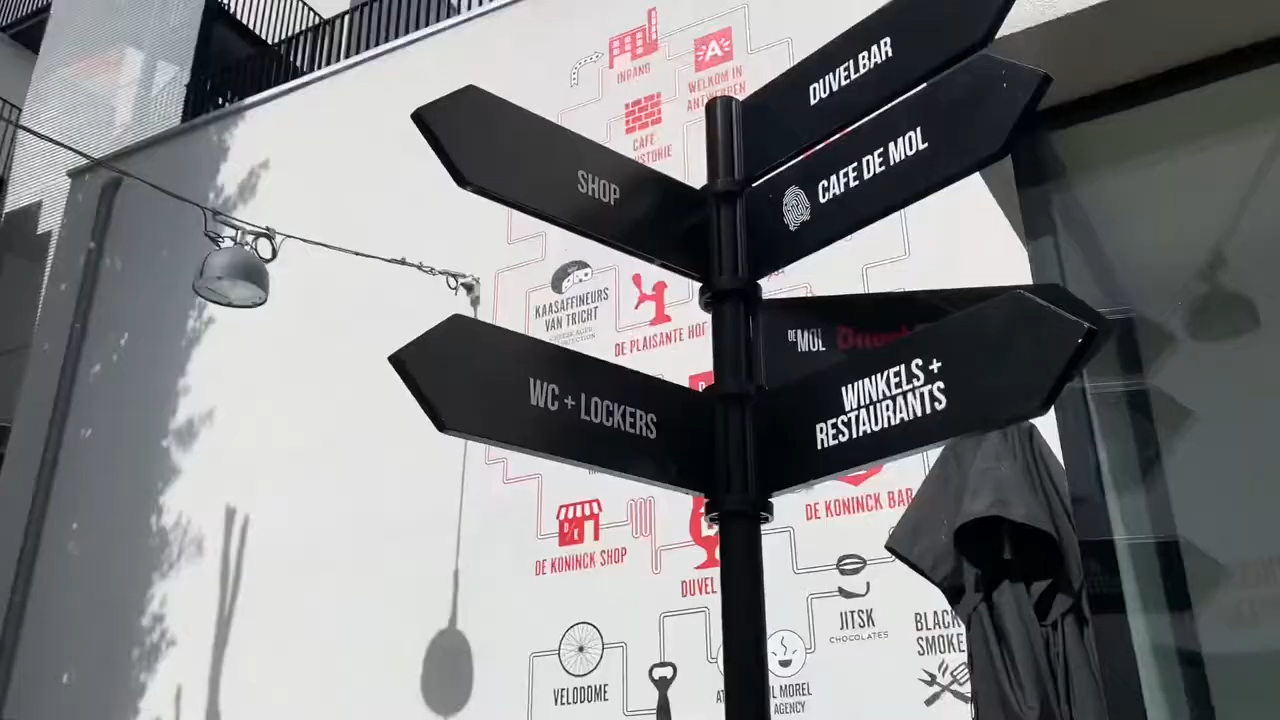 DUVELBAR
CAFE DE MOL
SHOP
DE MOL
WINKELS +
RESTAURANTS
WC + LOCKERS
INGANG
WELKOM IN
ANTWERPEN
A
CAFE
KAASAFFINEURS
VAN TRICHT
DE PLAISANTE HOF
DE KONINCK BAR
DE KONINCK SHOP
DUVEL
JITSK
CHOCOLATES
BLACK
SMOKE
VELODOME
MOREL
AGENCY